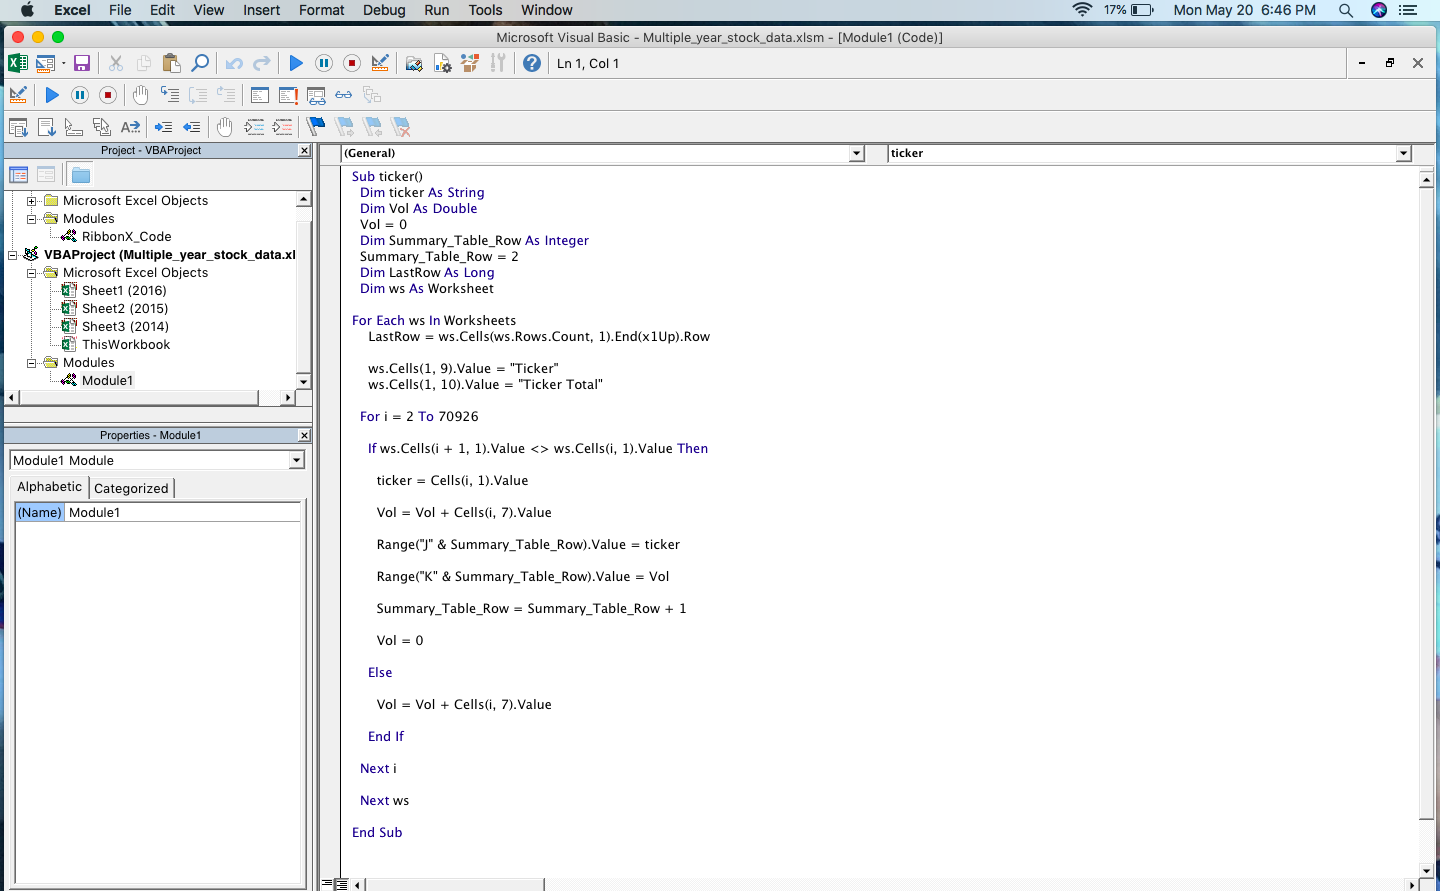 Excel File Edit View Insert Format Debug Run Tools Window 17% Mon May 20 6:46 PM
Microsoft Visual Basic - Multiple_year_stock_data.xlsm - [Module1 (Code)]
Ln 1, Col 1
Project - VBAProject
Microsoft Excel Objects
Modules
RibbonX_Code
VBAProject (Multiple_year_stock_data.xl
Microsoft Excel Objects
Sheet1 (2016)
Sheet2 (2015)
Sheet3 (2014)
ThisWorkbook
Modules
Module1
Properties - Module1
Module1 Module
Alphabetic Categorized
(Name) Module1
(General) ticker
Sub ticker()
Dim ticker As String
Dim Vol As Double
Vol = 0
Dim Summary_Table_Row As Integer
Summary_Table_Row = 2
Dim LastRow As Long
Dim ws As Worksheet
For Each ws In Worksheets
LastRow = ws.Cells(ws.Rows.Count, 1).End(x1Up).Row
ws.Cells(1, 9).Value = "Ticker"
ws.Cells(1, 10).Value = "Ticker Total"
For i = 2 To 70926
If ws.Cells(i + 1, 1).Value <> ws.Cells(i, 1).Value Then
ticker = Cells(i, 1).Value
Vol = Vol + Cells(i, 7).Value
Range("J" & Summary_Table_Row).Value = ticker
Range("K" & Summary_Table_Row).Value = Vol
Summary_Table_Row = Summary_Table_Row + 1
Vol = 0
Else
Vol = Vol + Cells(i, 7).Value
End If
Next i
Next ws
End Sub